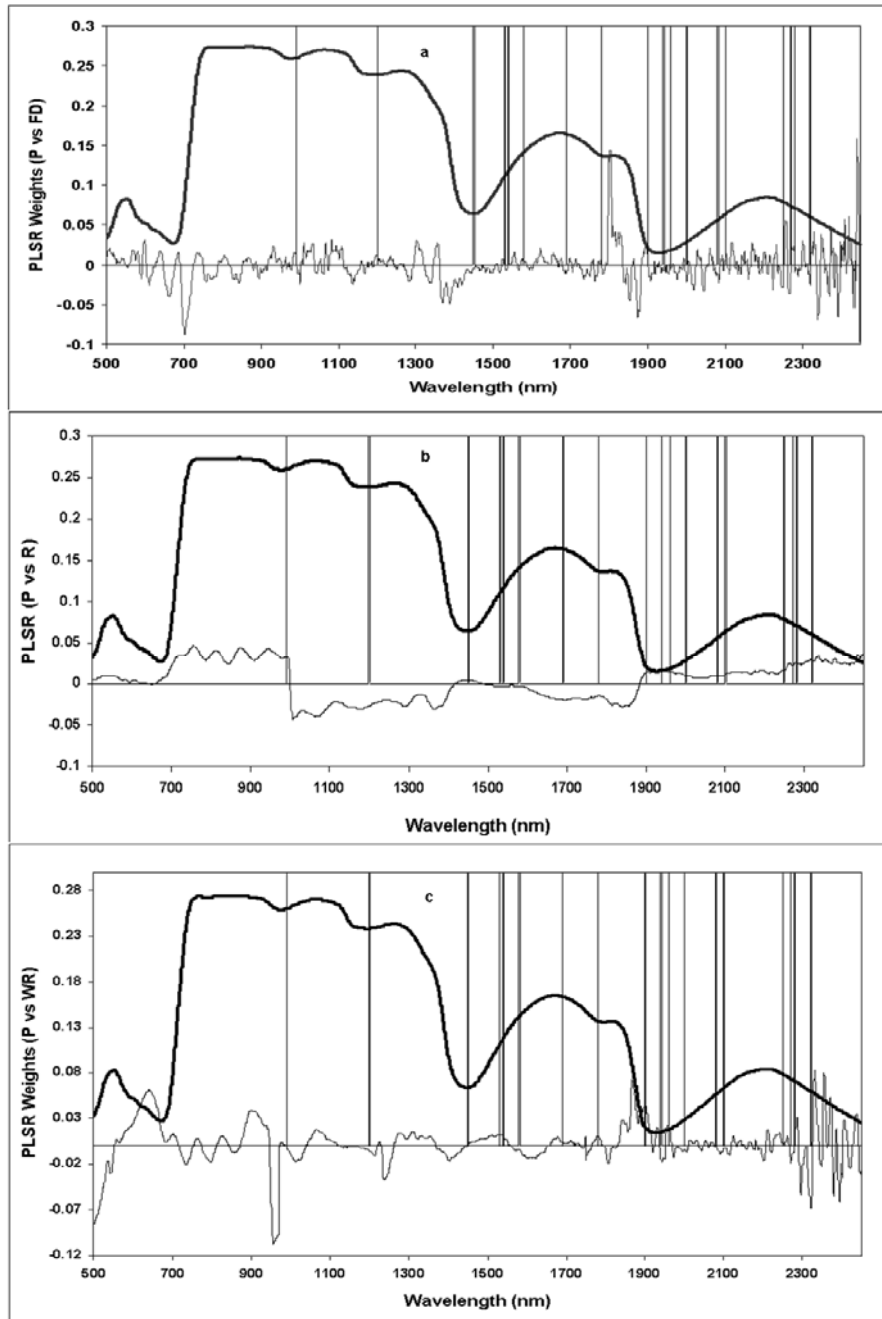 PLSR Weights (P vs FD)
0.3
0.25
0.2
0.15
0.1
0.05
0
-0.05
-0.1
a
500 700 900 1100 1300 1500 1700 1900 2100 2300
Wavelength (nm)
PLSR (P vs R)
0.3
0.25
0.2
0.15
0.1
0.05
0
-0.05
-0.1
b
500 700 900 1100 1300 1500 1700 1900 2100 2300
Wavelength (nm)
PLSR Weights (P vs WR)
0.28
0.23
0.18
0.13
0.08
0.03
-0.02
-0.07
-0.12
c
500 700 900 1100 1300 1500 1700 1900 2100 2300
Wavelength (nm)